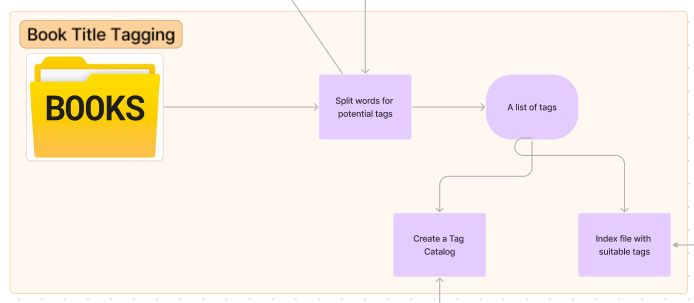 Book Title Tagging
BOOKS
Split words for
potential tags
A list of tags
Create a Tag
Catalog
Index file with
suitable tags